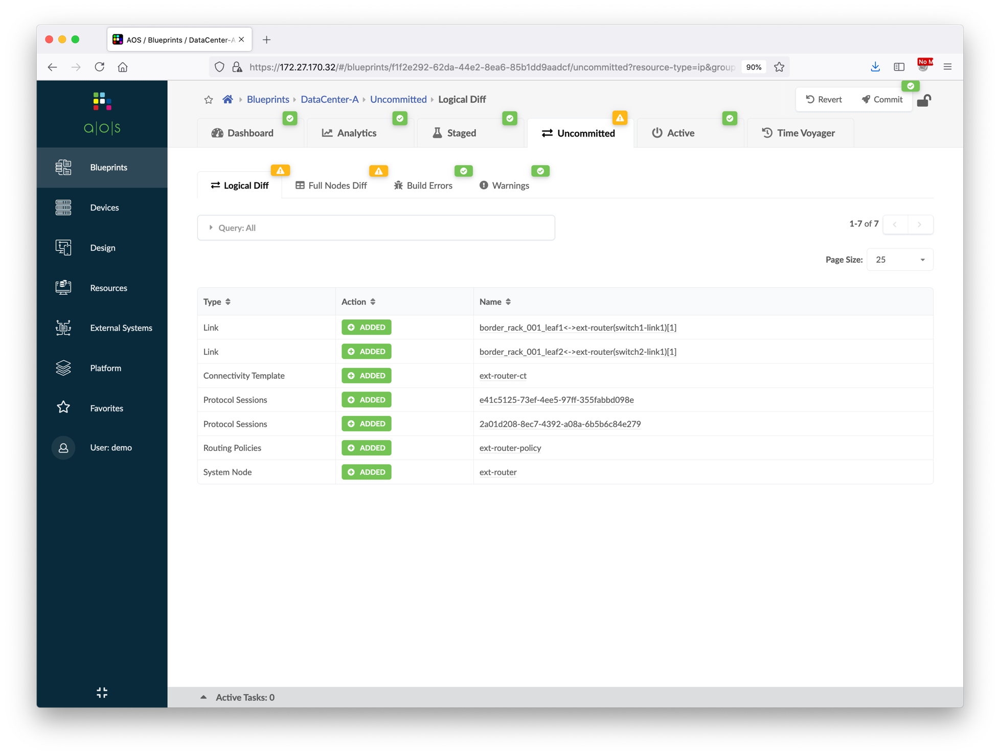 AOS / Blueprints / DataCenter-A
https://172.27.170.32/#/blueprints/f1f2e292-62da-44e2-8ea6-85b1dd9aadcf/uncommitted?resource-type=ip&group
90%
No M
a|o|s
Blueprints
Devices
Design
Resources
External Systems
Platform
Favorites
User: demo
Blueprints DataCenter-A Uncommitted Logical Diff
Revert Commit
Dashboard Analytics Staged Uncommitted Active Time Voyager
Logical Diff Full Nodes Diff Build Errors Warnings
Query: All
1-7 of 7
Page Size: 25
Type Action Name
Link ADDED border_rack_001_leaf1<->ext-router(switch1-link1)[1]
Link ADDED border_rack_001_leaf2<->ext-router(switch2-link1)[1]
Connectivity Template ADDED ext-router-ct
Protocol Sessions ADDED e41c5125-73ef-4ee5-97ff-355fabbd098e
Protocol Sessions ADDED 2a01d208-8ec7-4392-a08a-6b5b6c84e279
Routing Policies ADDED ext-router-policy
System Node ADDED ext-router
Active Tasks: 0